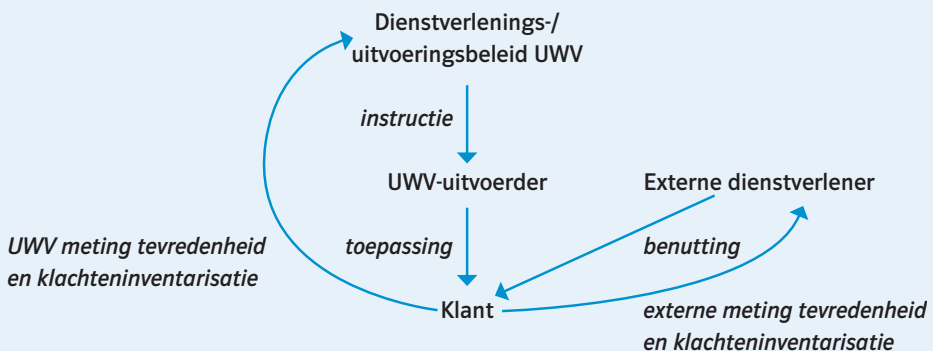 Dienstverlenings-/
uitvoeringsbeleid UWV
instructie
UWV-uitvoerder
Externe dienstverlener
UWV meting tevredenheid
en klachteninventarisatie
toepassing
benutting
Klant
externe meting tevredenheid
en klachteninventarisatie